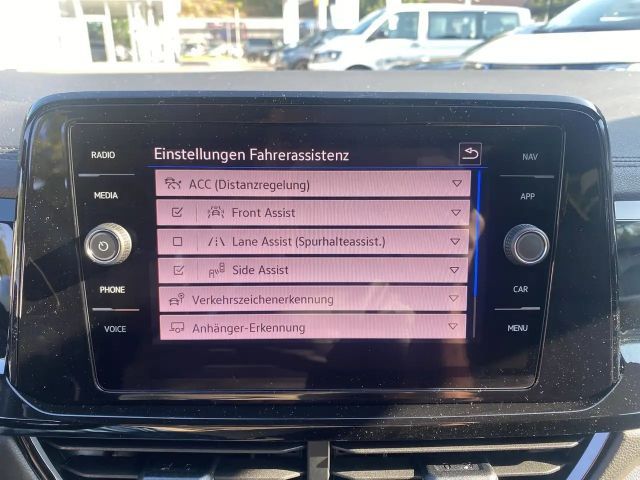 Einstellungen Fahrerassistenz
RADIO
MEDIA
PHONE
VOICE
ACC (Distanzregelung)
Front Assist
Lane Assist (Spurhalteassist.)
Side Assist
Verkehrszeichenerkennung
Anhänger-Erkennung
NAV
APP
CAR
MENU